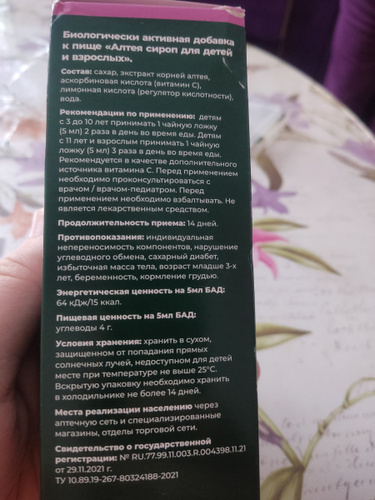 Биологически активная добавка
к пище «Алтея сироп для детей
и взрослых».
Состав: сахар, экстракт корней алтея,
аскорбиновая кислота (витамин С),
лимонная кислота (регулятор кислотности),
вода.
Рекомендации по применению: детям
с 3 до 10 лет принимать 1 чайную ложку
(5 мл) 2 раза в день во время еды. Детям
с 11 лет и взрослым принимать 1 чайную
ложку (5 мл) 3 раза в день во время еды.
Рекомендуется в качестве дополнительного
источника витамина С. Перед применением
необходимо проконсультироваться с
врачом / врачом-педиатром. Перед
применением необходимо взбалтывать. Не
является лекарственным средством.
Продолжительность приема: 14 дней.
Противопоказания: индивидуальная
непереносимость компонентов, нарушение
углеводного обмена, сахарный диабет,
избыточная масса тела, возраст младше 3-х
лет, беременность, кормление грудью.
Энергетическая ценность на 5мл БАД:
64 кДж/15 ккал.
Пищевая ценность на 5мл БАД:
углеводы 4 г.
Условия хранения: хранить в сухом,
защищенном от попадания прямых
солнечных лучей, недоступном для детей
месте при температуре не выше 25°С.
Вскрытую упаковку необходимо хранить
в холодильнике не более 14 дней.
Места реализации населению через
аптечную сеть и специализированные
магазины, отделы торговой сети.
Свидетельство о государственной
регистрации: № RU.77.99.11.003.R.004398.11.21
от 29.11.2021 г.
ТУ 10.89.19-267-80324188-2021